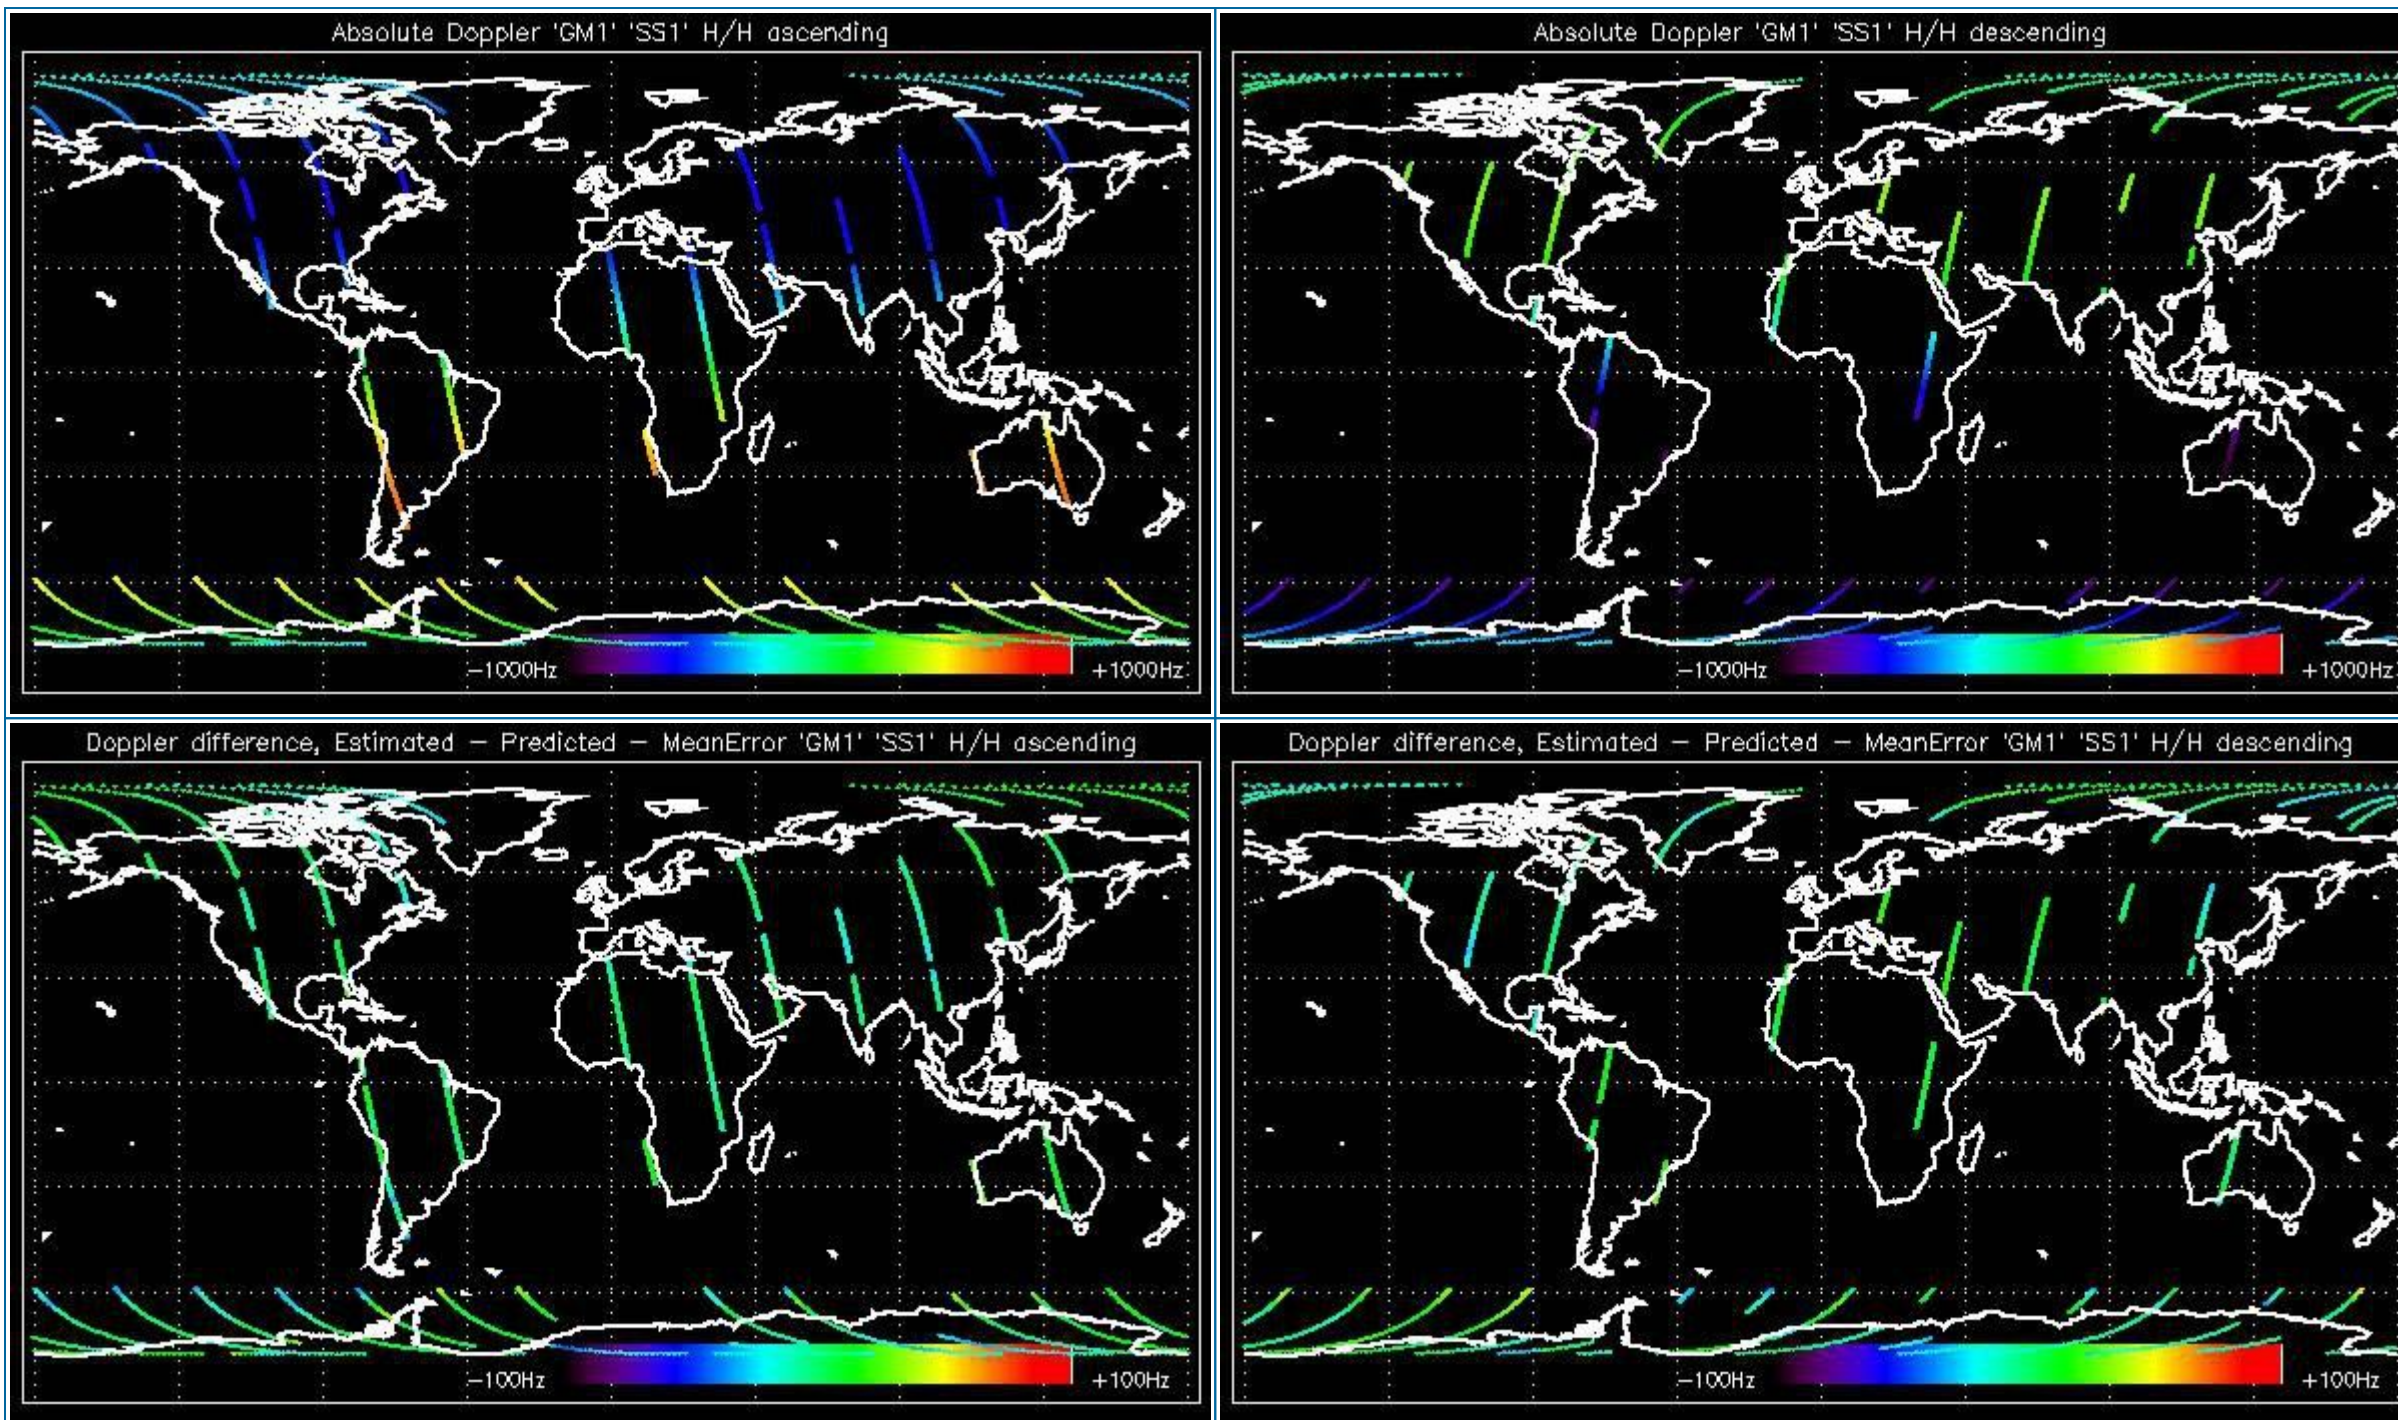 Absolute Doppler 'GM1' 'SS1' H/H ascending
-1000Hz
+1000Hz
Absolute Doppler 'GM1' 'SS1' H/H descending
-1000Hz
+1000Hz
Doppler difference, Estimated - Predicted - MeanError 'GM1' 'SS1' H/H ascending
-100Hz
+100Hz
Doppler difference, Estimated - Predicted - MeanError 'GM1' 'SS1' H/H descending
-100Hz
+100Hz